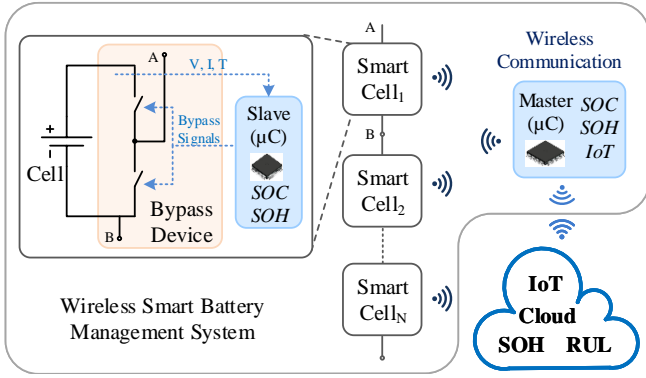 A
V, I, T
Bypass
Signals
Slave
(µC)
SOC
SOH
+
-
Cell
B
Bypass
Device
A
Smart
Cell1
B
Smart
Cell2
Smart
CellN
Wireless
Communication
Master
(µC)
SOC
SOH
IoT
Wireless Smart Battery
Management System
IoT
Cloud
SOH RUL